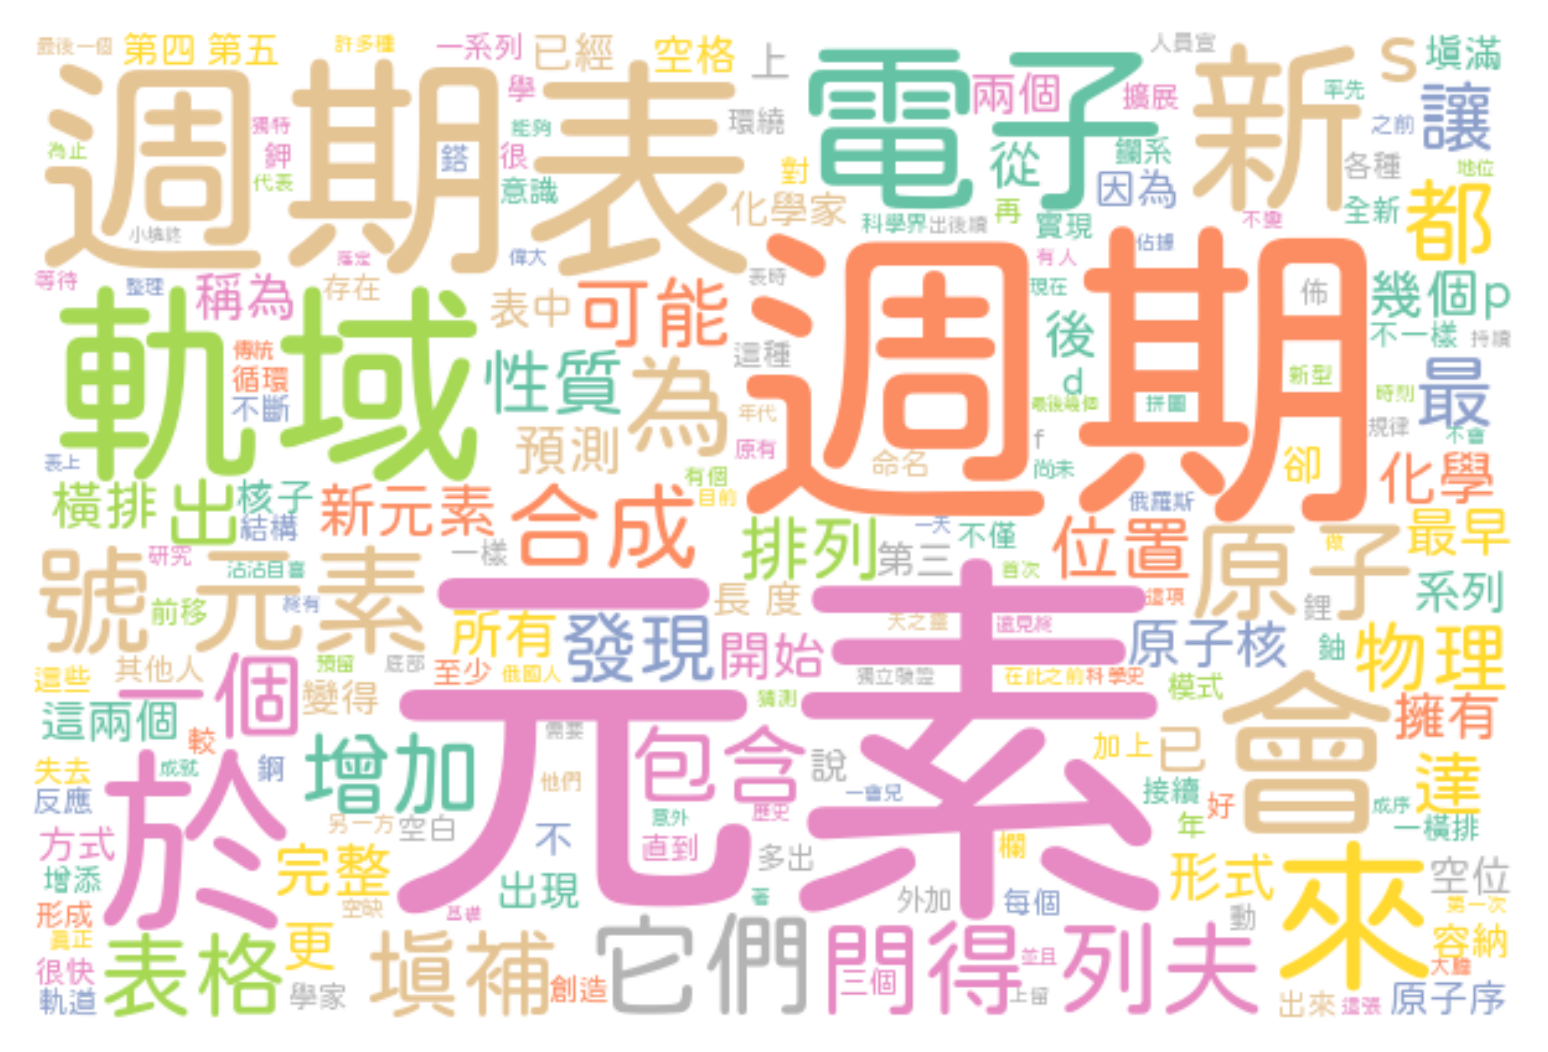 最後一個 第四 第五 許多種 一系列 已經 空格 上 人員宣 S 填滿
週期表 電子 新
學 兩個 擴展 率先 讓
獨特 能夠 環繞 之前
為止 鉀 鎝 很 對 從 鑭系 各種 地位
代表 意識 化學家 因為 都
科學界 出後續 再 實現 不變 全新
落定 偉大 有人 佔據
等待 整理 稱為 存在 表中 可能 表時 週期 現在 佈 幾個 p
軌域 傳統 性質 為 這種 後 不一樣 持續
循環 d 新型 最
不斷 年代 最後幾個 拼圖 時刻
預測 原有 f 規律 不會
表上 有個 命名 尚未 卻 化學
橫排 出 核子 新元素 合成 目前 俄羅斯
結構 排列 一天 不僅 位置 原子 做 最早
號 元素 研究 一樣 第三 首次
沾沾自喜 元素 長度 這項 系列
前移 將有 所有 發現 天之靈 遠見將 鋰
開始 原子核 鈾 物理
這些 其他人 一個 預留 底部 至少 俄國人 獨立驗證 在此之前 科學史 模式
這兩個 變得 猜測 會 擁有
較 增加 需要 包含 說 加上 已
失去 成就 鋼 他們 達
反應 於 一會兒 接續 成序
另一方 空白 意外 歷史 好 一橫排
方式 不 直到 多出 欄 年
增添 完整 出現 形式 來 空位
形成 空缺 基礎 著 外加 每個 動 第一次
真正 表格 更 填補 它們 門得列夫 容納
很快 創造 三個 並且 大膽
軌道 學家 上留 出來 這張 原子序